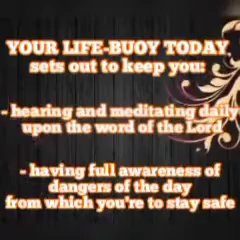 YOUR LIFE-BUOY TODAY
sets out to keep you:
- hearing and meditating daily
upon the word of the Lord
- having full awareness of
dangers of the day
from which you're to stay safe